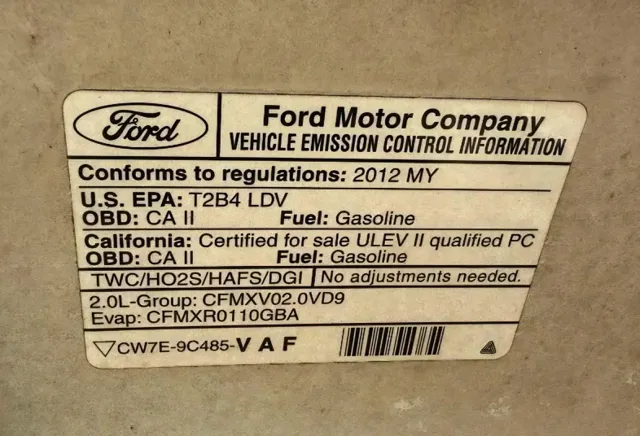 Ford
Ford Motor Company
VEHICLE EMISSION CONTROL INFORMATION
Conforms to regulations: 2012 MY
U.S. EPA: T2B4 LDV
OBD: CA II Fuel: Gasoline
California: Certified for sale ULEV II qualified PC
OBD: CA II Fuel: Gasoline
TWC/HO2S/HAFS/DGI No adjustments needed.
2.0L-Group: CFMXV02.0VD9
Evap: CFMXR0110GBA
CW7E-9C485-V A F